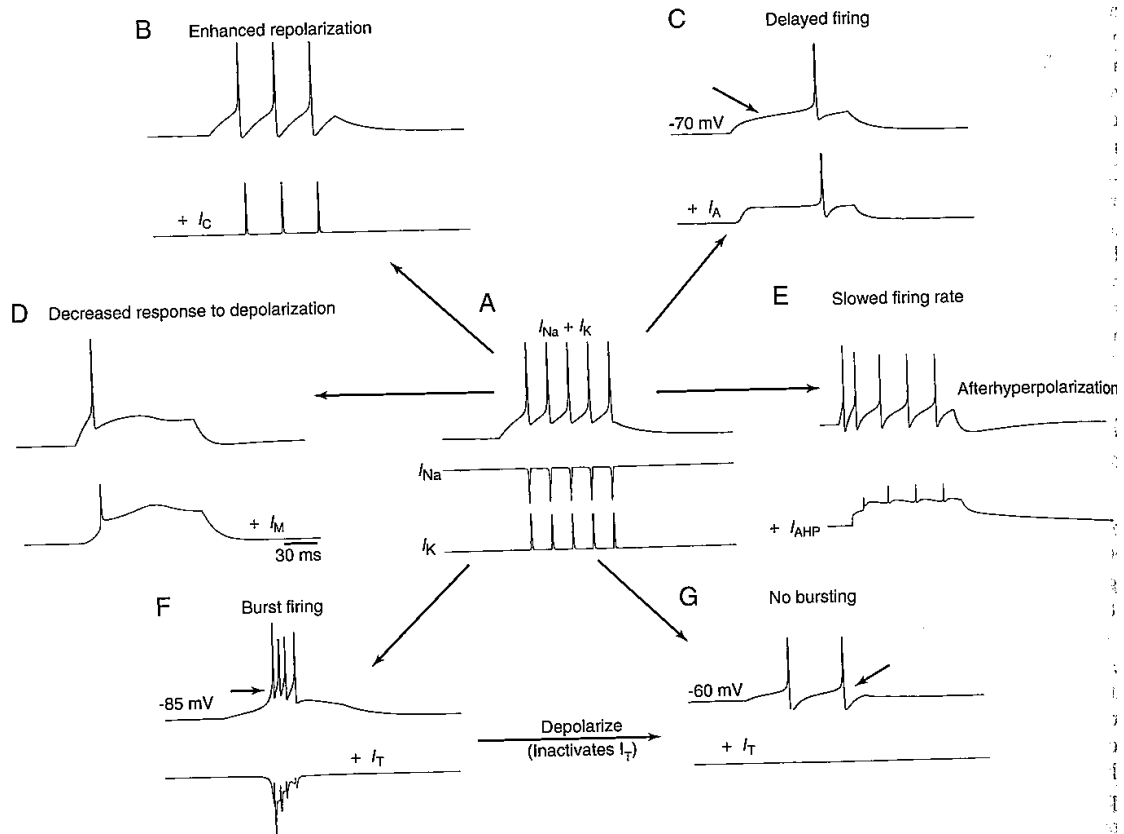 B
Enhanced repolarization
+ I_C
C
Delayed firing
-70 mV
+ I_A
D
Decreased response to depolarization
+ I_M
30 ms
A
I_Na + I_K
I_Na
I_K
E
Slowed firing rate
Afterhyperpolarization
+ I_AHP
F
Burst firing
-85 mV
+ I_T
Depolarize
(Inactivates I_T)
G
No bursting
-60 mV
+ I_T